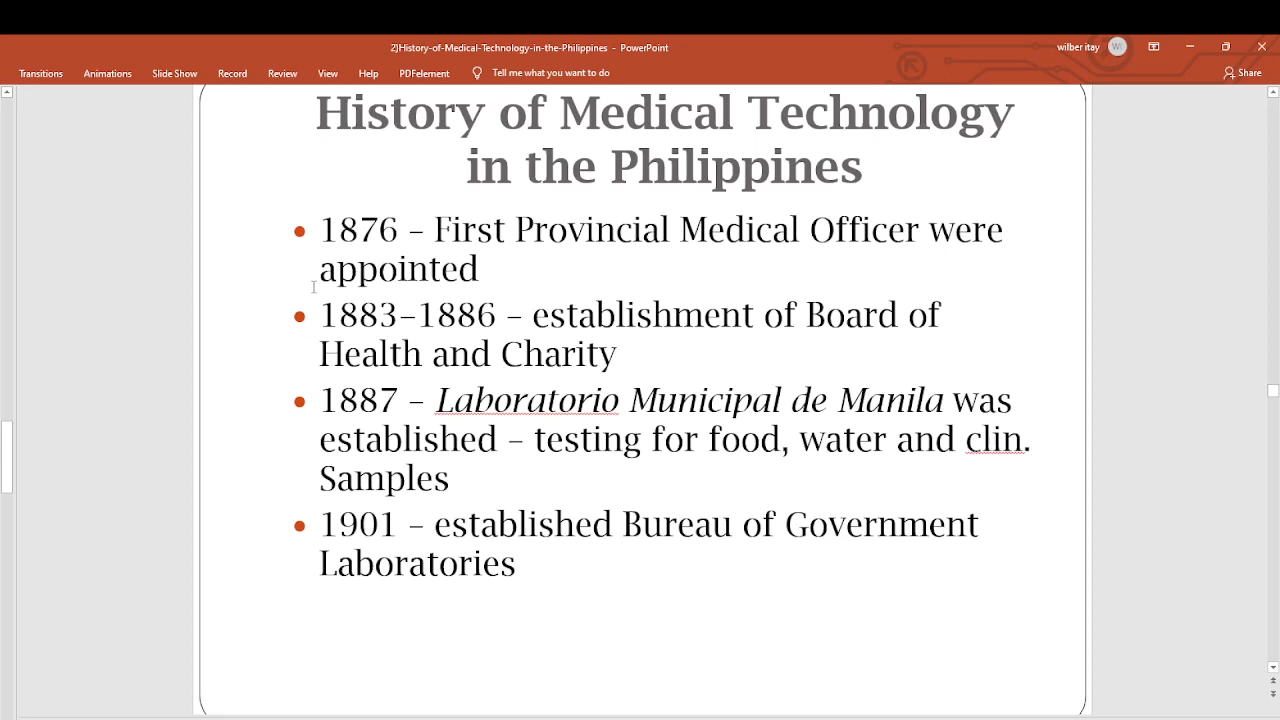 2)History-of-Medical-Technology-in-the-Philippines - PowerPoint
wilber itay
WI
Transitions
Animations
Slide Show
Record
Review
View
Help
PDFelement
Tell me what you want to do
Share
History of Medical Technology
in the Philippines
• 1876 – First Provincial Medical Officer were
appointed
• 1883–1886 – establishment of Board of
Health and Charity
• 1887 – Laboratorio Municipal de Manila was
established – testing for food, water and clin.
Samples
• 1901 – established Bureau of Government
Laboratories